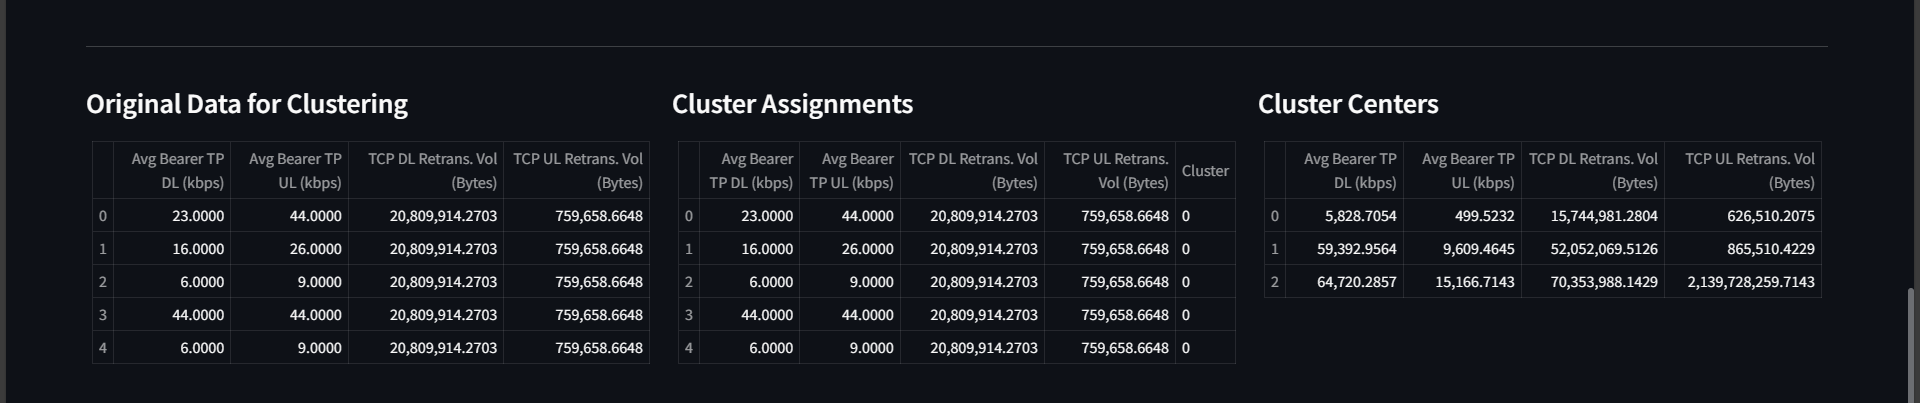 Original Data for Clustering
Avg Bearer TP DL (kbps) Avg Bearer TP UL (kbps) TCP DL Retrans. Vol (Bytes) TCP UL Retrans. Vol (Bytes)
0 23.0000 44.0000 20,809,914.2703 759,658.6648
1 16.0000 26.0000 20,809,914.2703 759,658.6648
2 6.0000 9.0000 20,809,914.2703 759,658.6648
3 44.0000 44.0000 20,809,914.2703 759,658.6648
4 6.0000 9.0000 20,809,914.2703 759,658.6648
Cluster Assignments
Avg Bearer TP DL (kbps) Avg Bearer TP UL (kbps) TCP DL Retrans. Vol (Bytes) TCP UL Retrans. Vol (Bytes) Cluster
0 23.0000 44.0000 20,809,914.2703 759,658.6648 0
1 16.0000 26.0000 20,809,914.2703 759,658.6648 0
2 6.0000 9.0000 20,809,914.2703 759,658.6648 0
3 44.0000 44.0000 20,809,914.2703 759,658.6648 0
4 6.0000 9.0000 20,809,914.2703 759,658.6648 0
Cluster Centers
Avg Bearer TP DL (kbps) Avg Bearer TP UL (kbps) TCP DL Retrans. Vol (Bytes) TCP UL Retrans. Vol (Bytes)
0 5,828.7054 499.5232 15,744,981.2804 626,510.2075
1 59,392.9564 9,609.4645 52,052,069.5126 865,510.4229
2 64,720.2857 15,166.7143 70,353,988.1429 2,139,728,259.7143